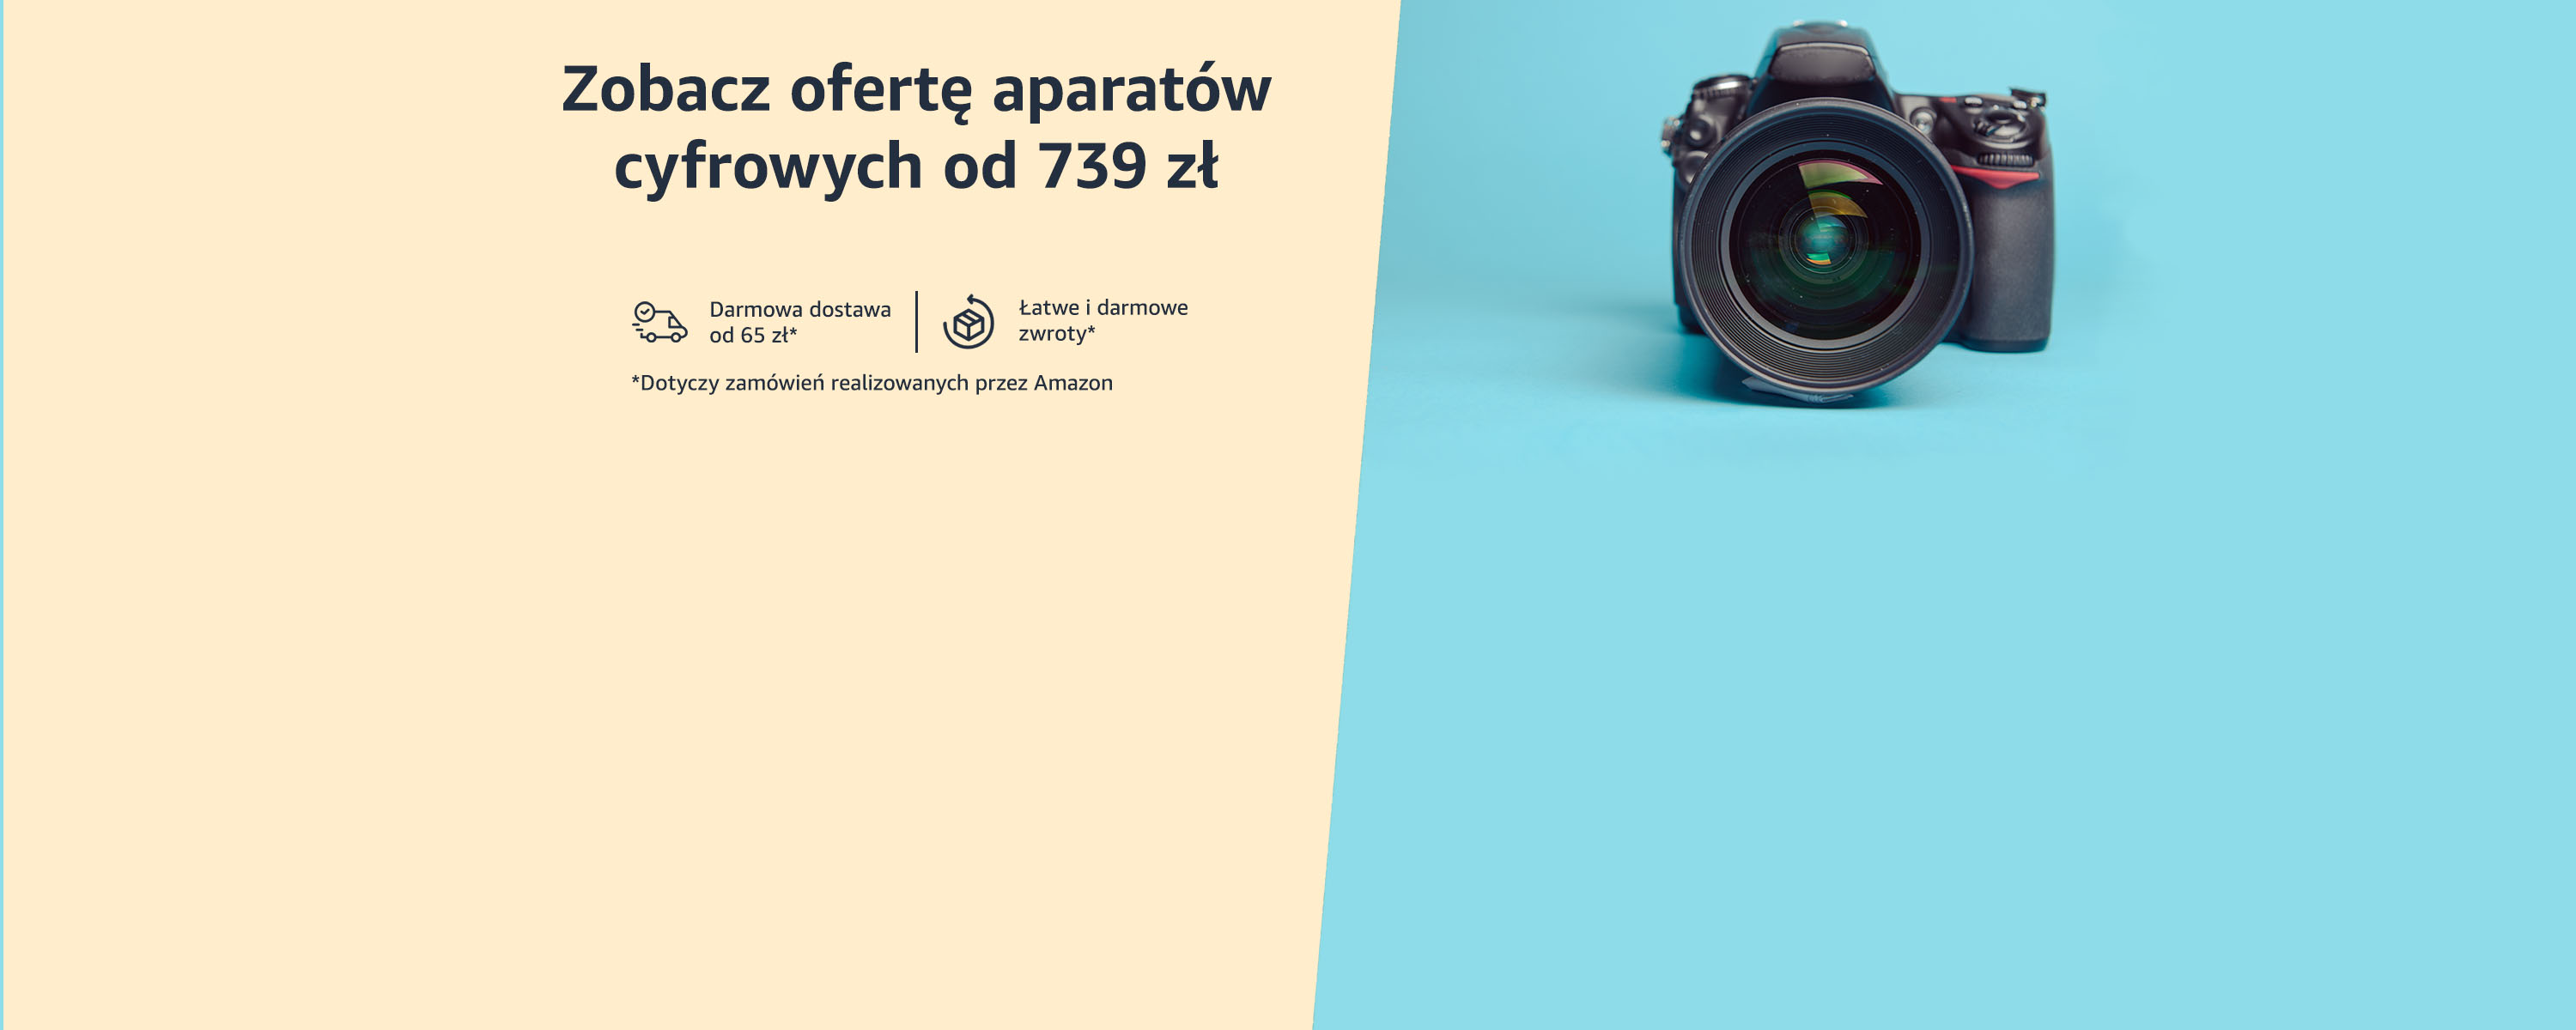 Zobacz ofertę aparatów
cyfrowych od 739 zł
Darmowa dostawa
od 65 zł*
Łatwe i darmowe
zwroty*
*Dotyczy zamówień realizowanych przez Amazon